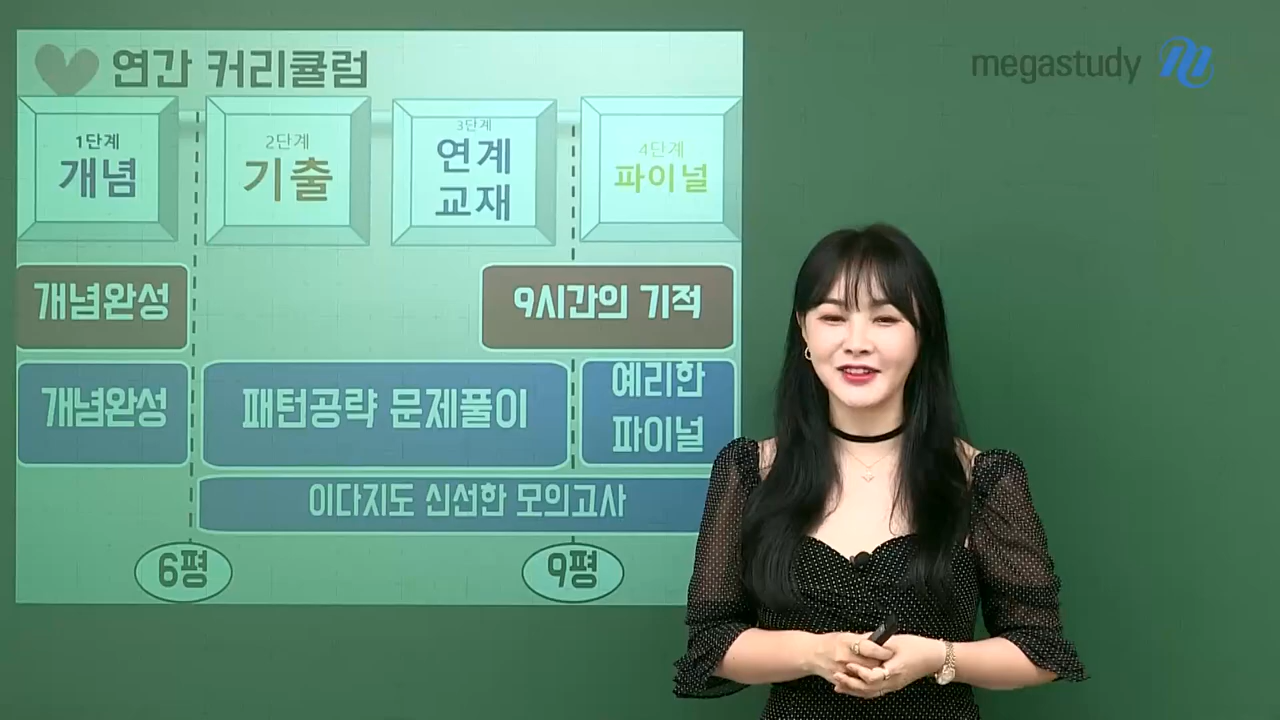 연간 커리큘럼
megastudy
1단계
개념
2단계
기출
3단계
연계
교재
4단계
파이널
개념완성
9시간의 기적
개념완성
패턴공략 문제풀이
예리한
파이널
이다지도 신선한 모의고사
6평
9평